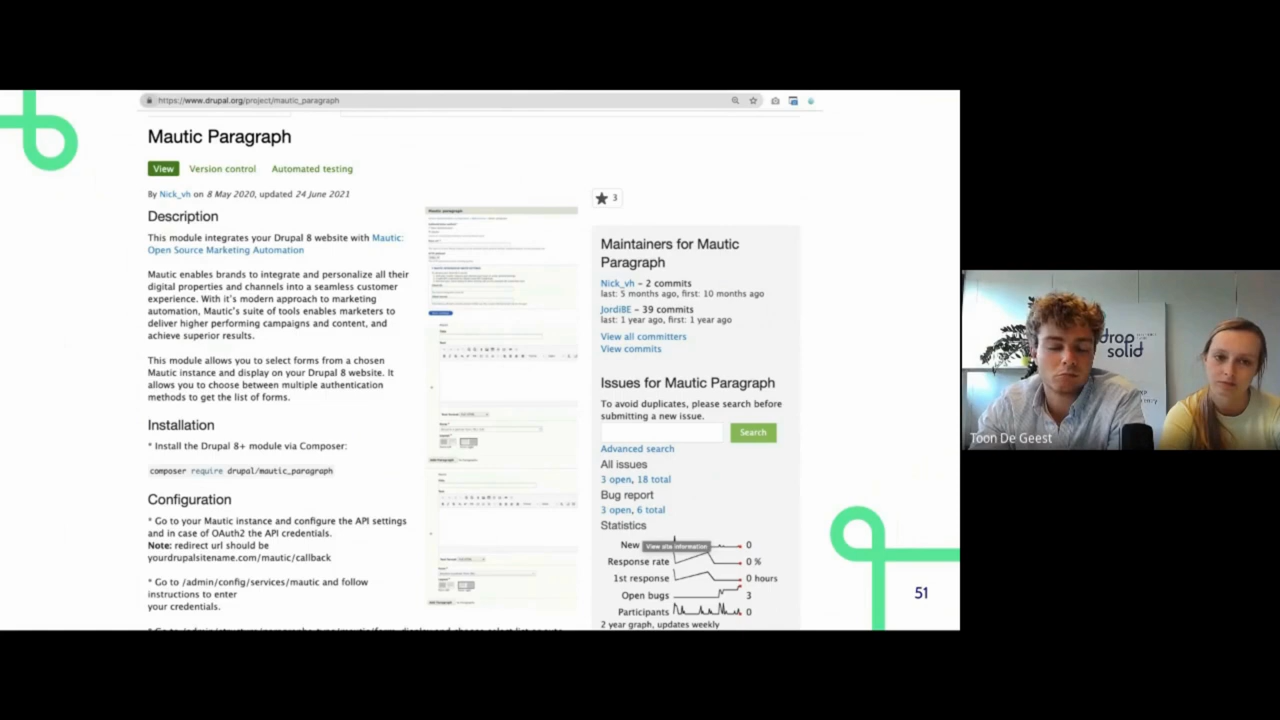 https://www.drupal.org/project/mautic_paragraph
Mautic Paragraph
View
Version control
Automated testing
By Nick_vh on 8 May 2020, updated 24 June 2021
3
Description
This module integrates your Drupal 8 website with Mautic:
Open Source Marketing Automation
Mautic enables brands to integrate and personalize all their
digital properties and channels into a seamless customer
experience. With it's modern approach to marketing
automation, Mautic's suite of tools enables marketers to
deliver higher performing campaigns and content, and
achieve superior results.
This module allows you to select forms from a chosen
Mautic instance and display on your Drupal 8 website. It
allows you to choose between multiple authentication
methods to get the list of forms.
Installation
* Install the Drupal 8+ module via Composer:
composer require drupal/mautic_paragraph
Configuration
* Go to your Mautic instance and configure the API settings
and in case of OAuth2 the API credentials.
Note: redirect url should be
yourdrupalsitename.com/mautic/callback
* Go to /admin/config/services/mautic and follow
instructions to enter
your credentials.
Mautic paragraph
Maintainers for Mautic
Paragraph
Nick_vh – 2 commits
last: 5 months ago, first: 10 months ago
JordiBE – 39 commits
last: 1 year ago, first: 1 year ago
View all committers
View commits
Issues for Mautic Paragraph
To avoid duplicates, please search before
submitting a new issue.
Search
Advanced search
All issues
3 open, 18 total
Bug report
3 open, 6 total
Statistics
New
View site information
0
Response rate 0 %
1st response 0 hours
Open bugs 3
Participants 0
2 year graph, updates weekly
51
drop
solid
Toon De Geest